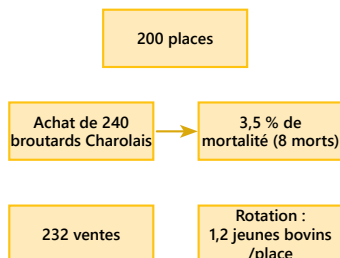 200 places
Achat de 240
broutards Charolais
3,5 % de
mortalité (8 morts)
232 ventes
Rotation :
1,2 jeunes bovins
/place